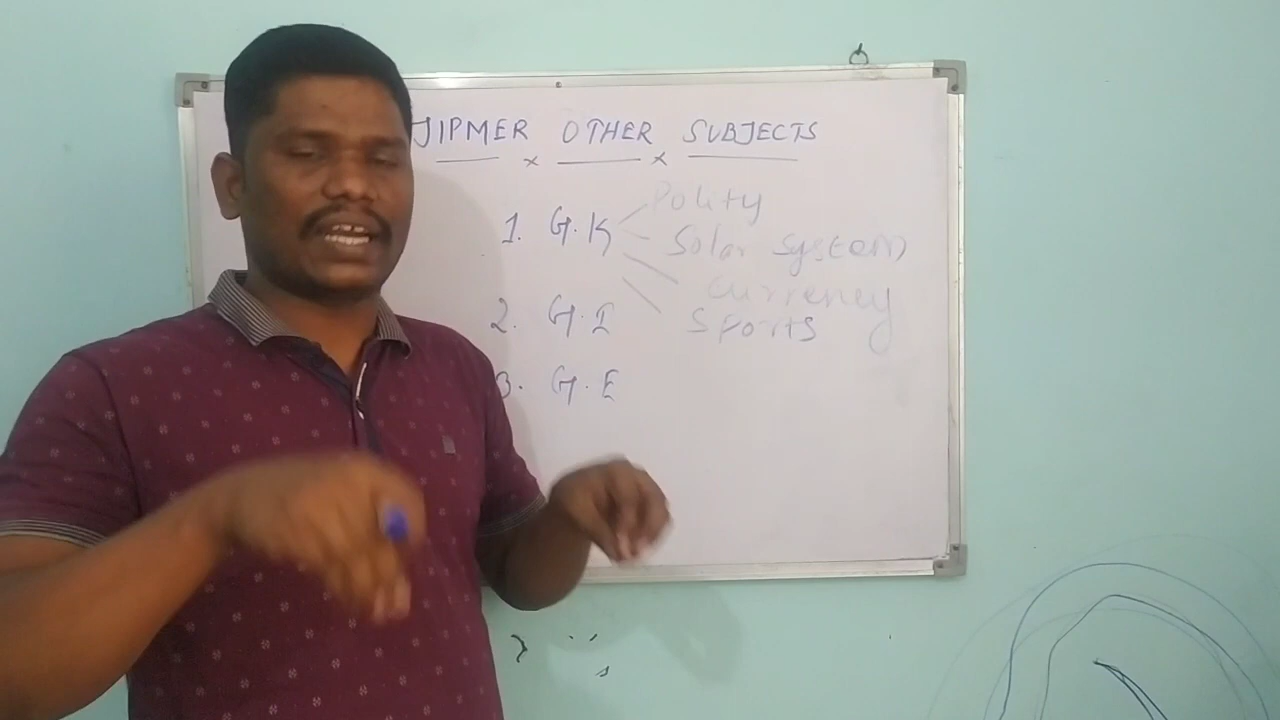 JIPMER OTHER SUBJECTS
1. G.K
Polity
Solar System
Currency
Sports
2. G.I
3. G.E